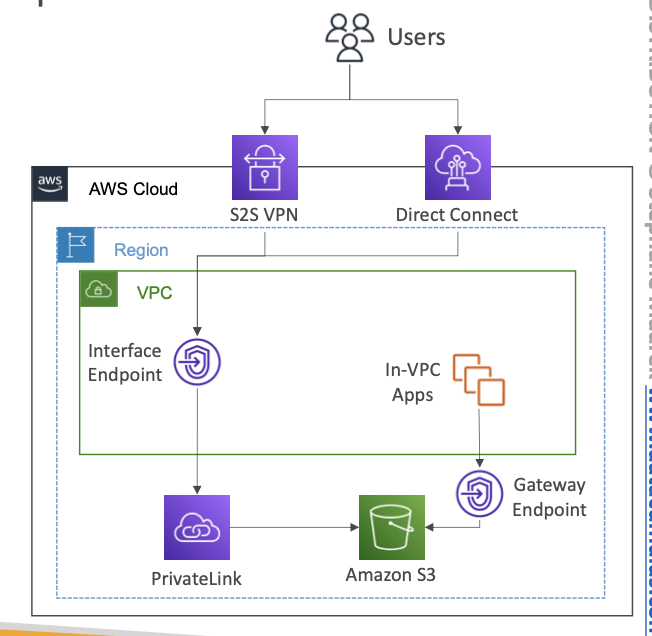 Users
aws
AWS Cloud
S2S VPN
Direct Connect
Region
VPC
Interface
Endpoint
In-VPC
Apps
Gateway
Endpoint
PrivateLink
Amazon S3